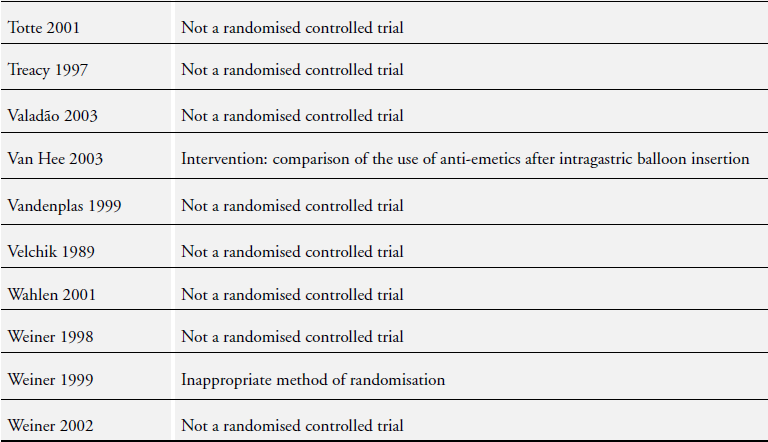 Totte 2001 Not a randomised controlled trial
Treacy 1997 Not a randomised controlled trial
Valadão 2003 Not a randomised controlled trial
Van Hee 2003 Intervention: comparison of the use of anti-emetics after intragastric balloon insertion
Vandenplas 1999 Not a randomised controlled trial
Velchik 1989 Not a randomised controlled trial
Wahlen 2001 Not a randomised controlled trial
Weiner 1998 Not a randomised controlled trial
Weiner 1999 Inappropriate method of randomisation
Weiner 2002 Not a randomised controlled trial